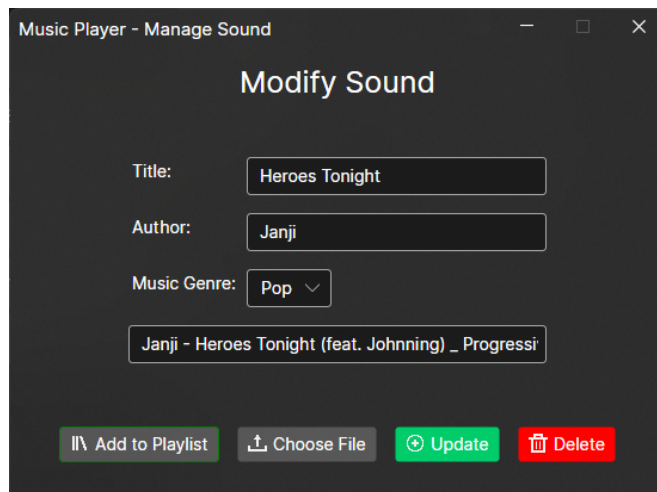 Music Player - Manage Sound
Modify Sound
Title: Heroes Tonight
Author: Janji
Music Genre: Pop
Janji - Heroes Tonight (feat. Johnning) _ Progressi
Add to Playlist Choose File Update Delete